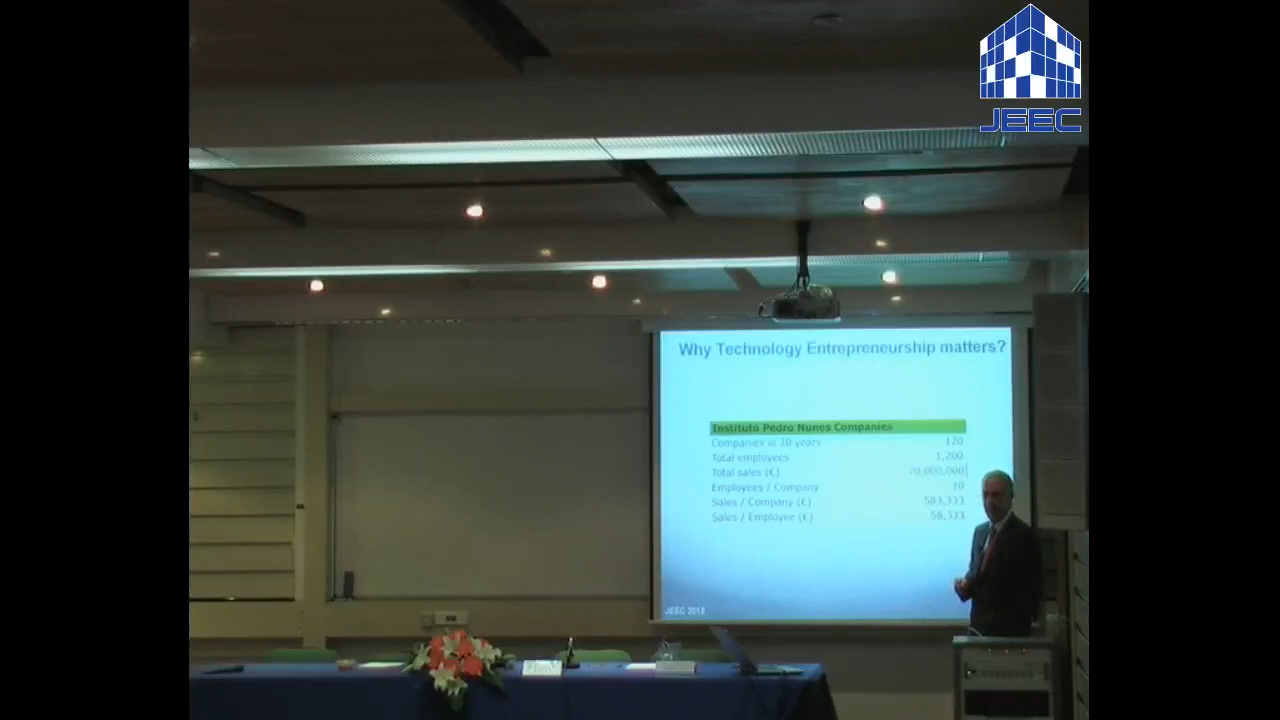 JEEC
Why Technology Entrepreneurship matters?
Instituto Pedro Nunes Companies
Companies in 20 years 120
Total employees 1,200
Total sales (€) 70,000,000
Employees / Company 10
Sales / Company (€) 583,333
Sales / Employee (€) 58,333
JEEC 2012